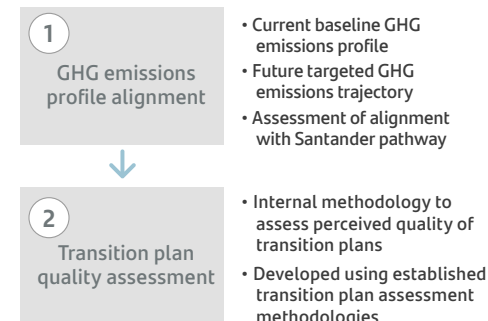 1
GHG emissions
profile alignment
• Current baseline GHG
emissions profile
• Future targeted GHG
emissions trajectory
• Assessment of alignment
with Santander pathway
2
Transition plan
quality assessment
• Internal methodology to
assess perceived quality of
transition plans
• Developed using established
transition plan assessment
methodologies